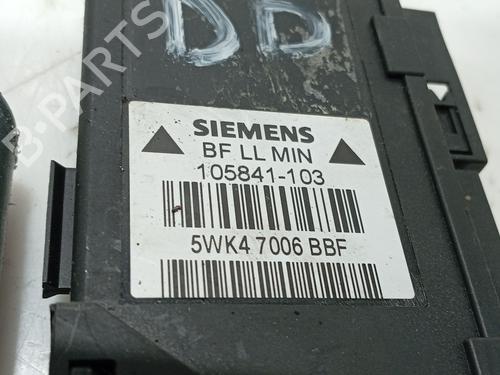 DD
B-PARTS
SIEMENS
BF LL MIN
105841-103
5WK4 7006 BBF